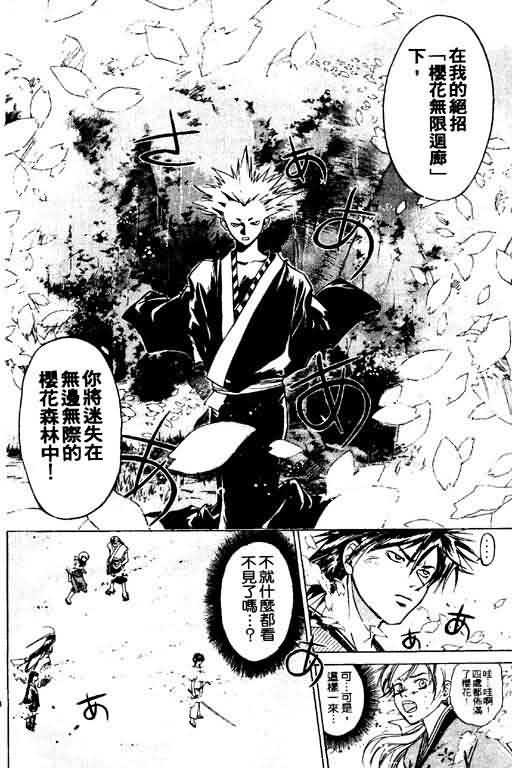 在我的絕招
「櫻花無限迴廊」
下，
你將迷失在
無邊無際的
櫻花森林中！
…
哇…哇啊！
四處都佈滿
了櫻花
可…可是，
這樣一來…
不就什麼都看
不見了嗎…？
あ
あ
あ
あ
あ